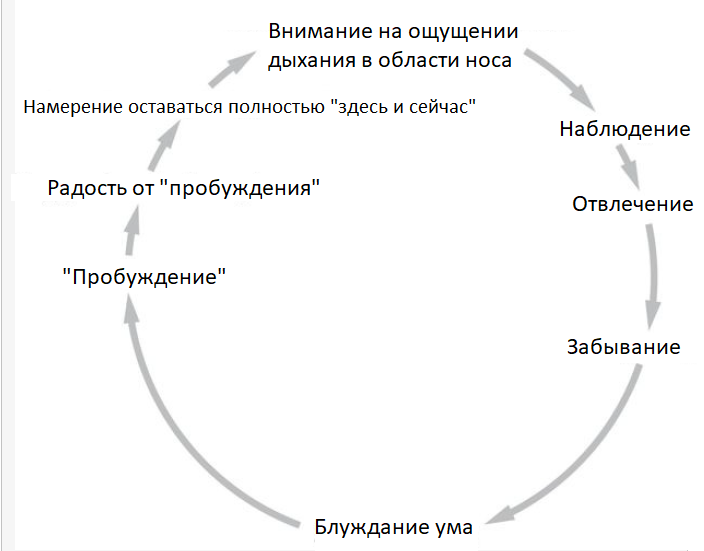 Внимание на ощущении
дыхания в области носа
Намерение оставаться полностью "здесь и сейчас"
Наблюдение
Радость от "пробуждения"
Отвлечение
"Пробуждение"
Забывание
Блуждание ума